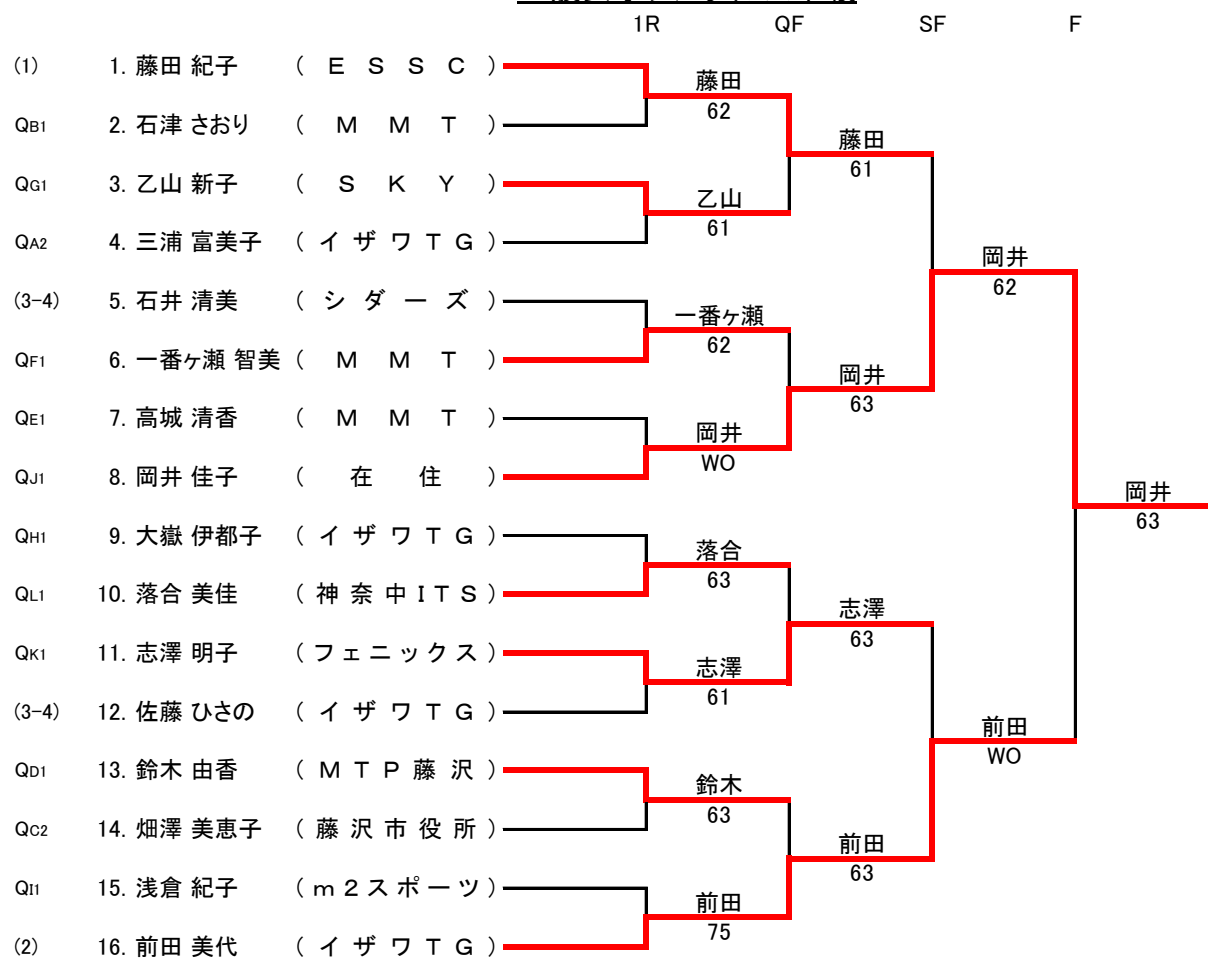 1R QF SF F
(1) 1. 藤田 紀子 ( E S S C )
藤田
62
QB1 2. 石津 さおり ( M M T )
藤田
61
QG1 3. 乙山 新子 ( S K Y )
乙山
61
QA2 4. 三浦 富美子 ( イ ザ ワ T G )
岡井
62
(3-4) 5. 石井 清美 ( シ ダ ー ズ )
一番ヶ瀬
62
QF1 6. 一番ヶ瀬 智美 ( M M T )
岡井
63
QE1 7. 高城 清香 ( M M T )
岡井
WO
QJ1 8. 岡井 佳子 ( 在 住 )
岡井
63
QH1 9. 大嶽 伊都子 ( イ ザ ワ T G )
落合
63
QL1 10. 落合 美佳 ( 神 奈 中 I T S )
志澤
63
QK1 11. 志澤 明子 ( フ ェ ニ ッ ク ス )
志澤
61
(3-4) 12. 佐藤 ひさの ( イ ザ ワ T G )
前田
WO
QD1 13. 鈴木 由香 ( M T P 藤 沢 )
鈴木
63
QC2 14. 畑澤 美恵子 ( 藤 沢 市 役 所 )
前田
63
QI1 15. 浅倉 紀子 ( m 2 ス ポ ー ツ )
前田
75
(2) 16. 前田 美代 ( イ ザ ワ T G )